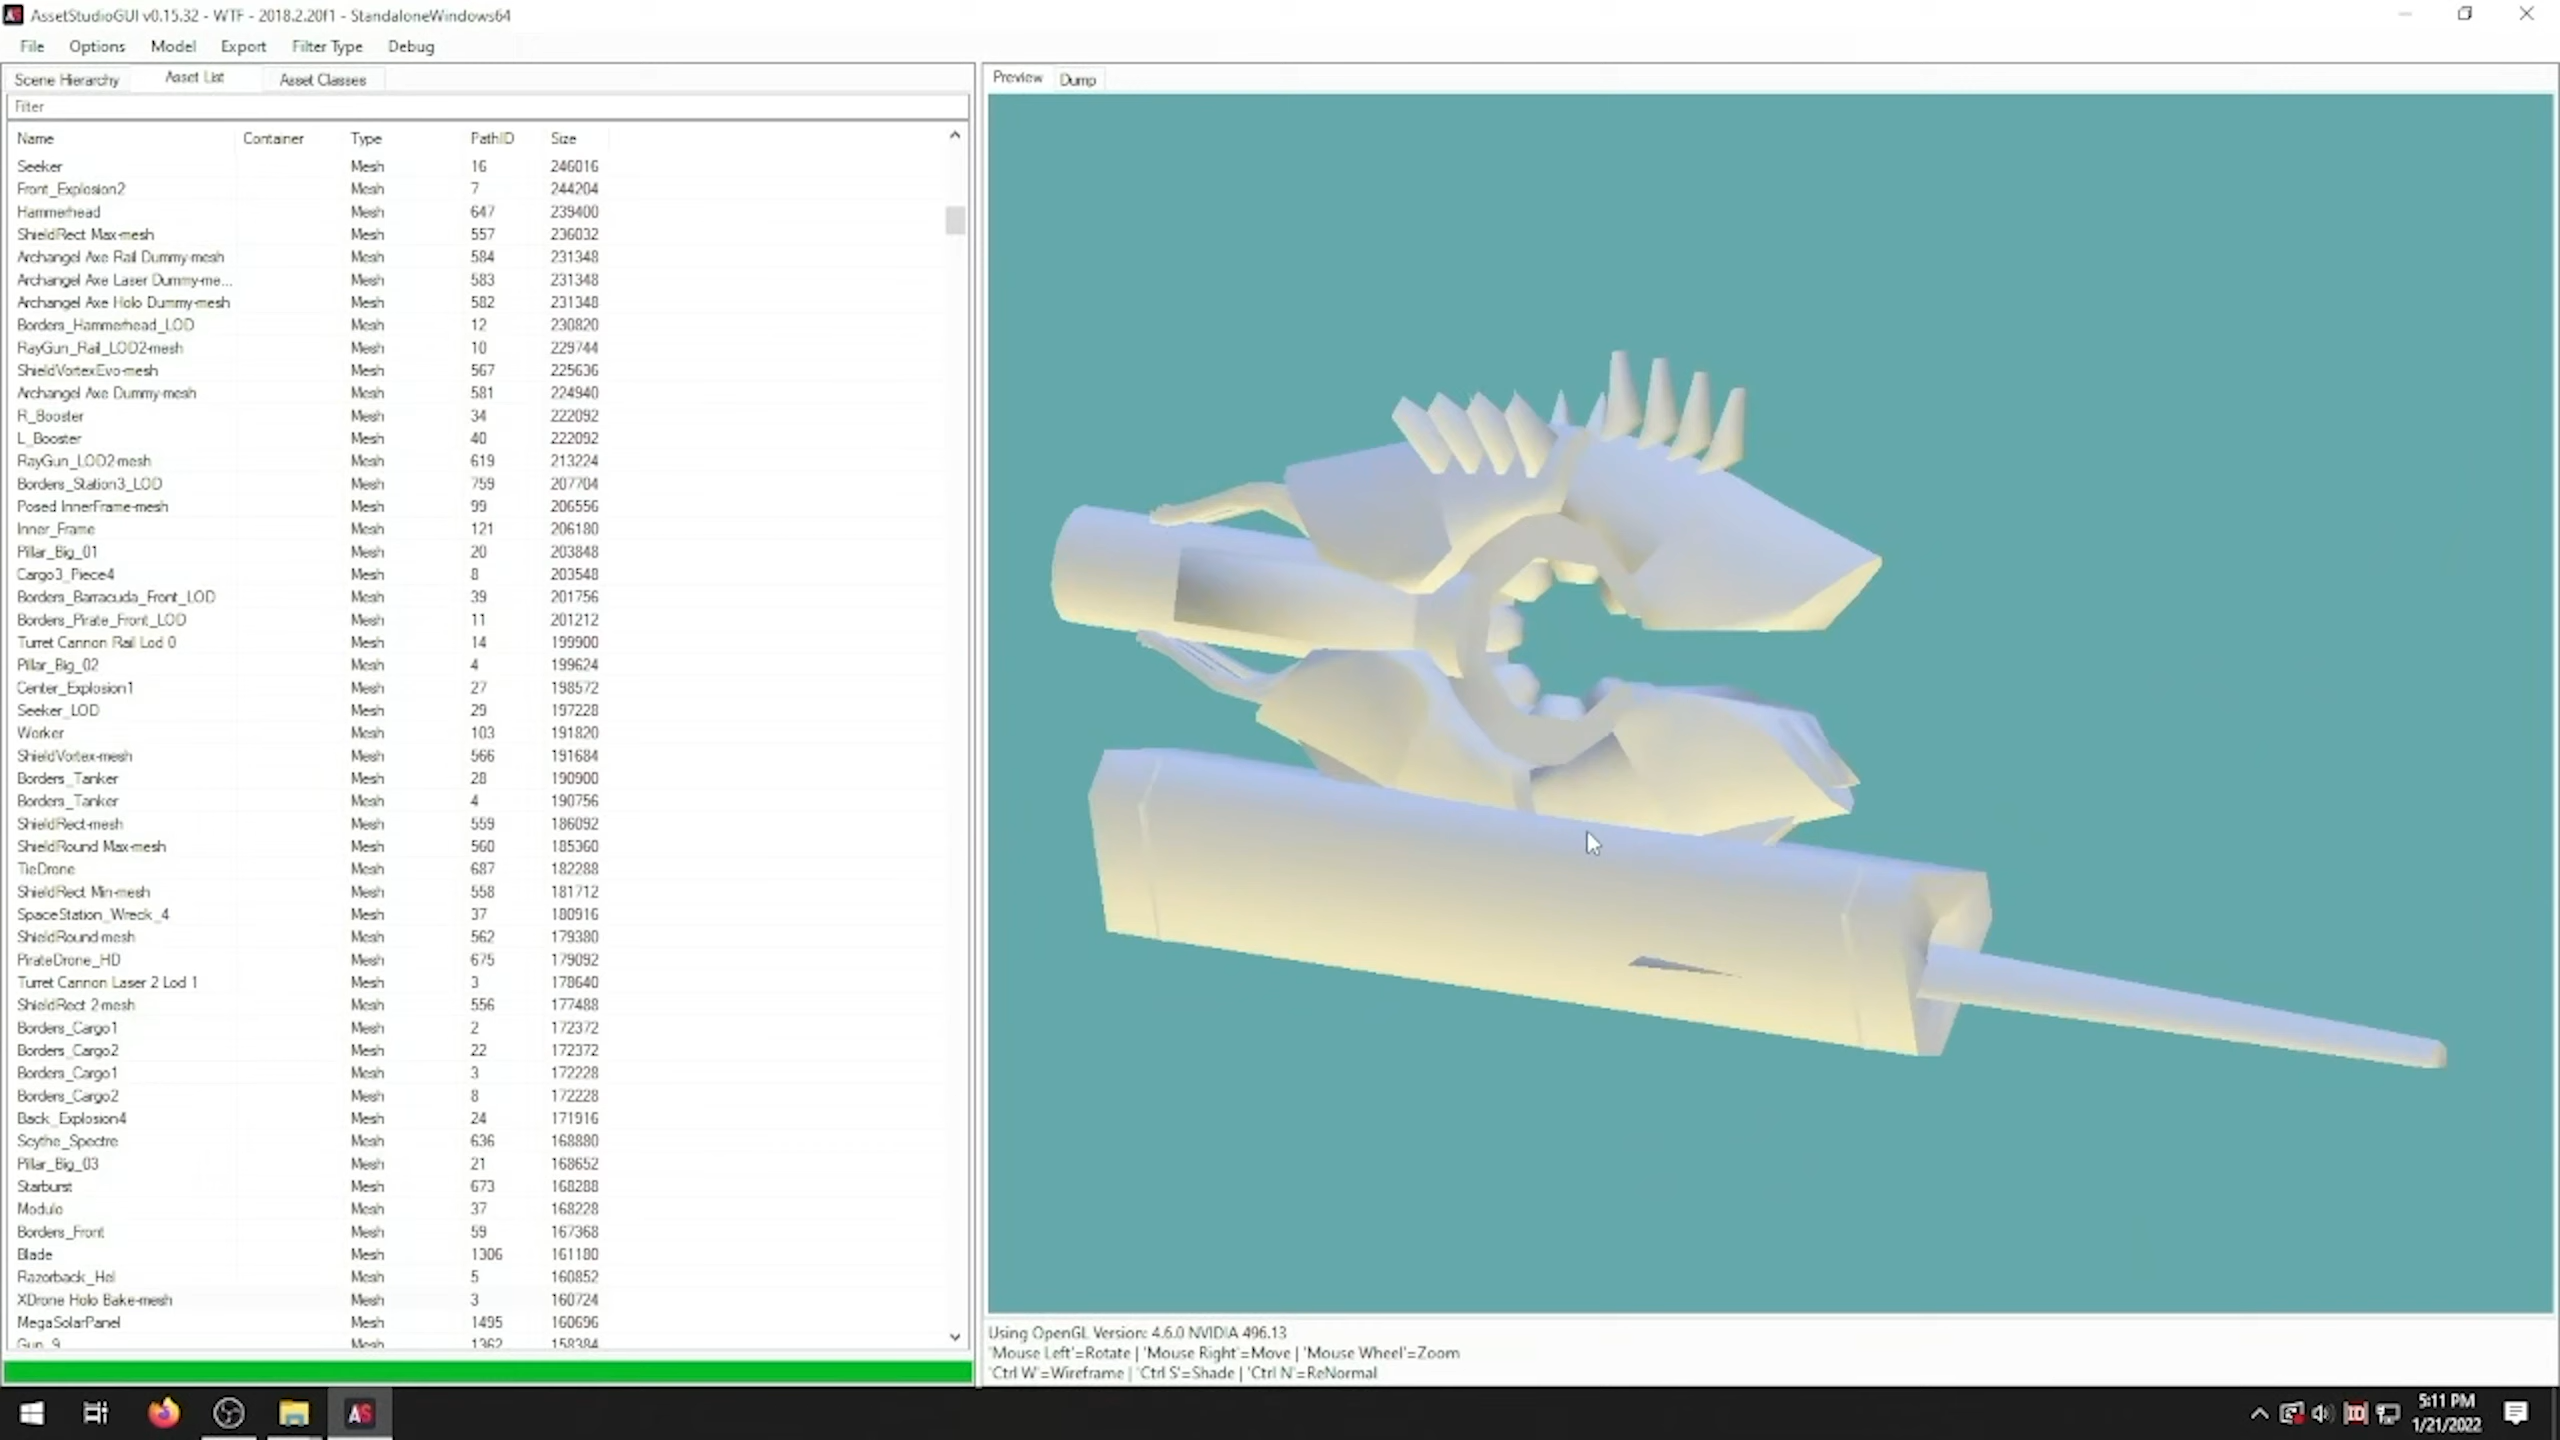 AssetStudioGUI v0.15.32 - WTF - 2018.2.20f1 - StandaloneWindows64
File Options Model Export Filter Type Debug
Scene Hierarchy Asset List Asset Classes
Filter
Name Container Type PathID Size
Seeker Mesh 16 246016
Front_Explosion2 Mesh 7 244204
Hammerhead Mesh 647 239400
ShieldRect Max-mesh Mesh 557 236032
Archangel Axe Rail Dummy-mesh Mesh 584 231348
Archangel Axe Laser Dummy-me... Mesh 583 231348
Archangel Axe Holo Dummy-mesh Mesh 582 231348
Borders_Hammerhead_LOD Mesh 12 230820
RayGun_Rail_LOD2-mesh Mesh 10 229744
ShieldVortexEvo-mesh Mesh 567 225636
Archangel Axe Dummy-mesh Mesh 581 224940
R_Booster Mesh 34 222092
L_Booster Mesh 40 222092
RayGun_LOD2-mesh Mesh 619 213224
Borders_Station3_LOD Mesh 759 207704
Posed InnerFrame-mesh Mesh 99 206556
Inner_Frame Mesh 121 206180
Pillar_Big_01 Mesh 20 203848
Cargo3_Piece4 Mesh 8 203548
Borders_Barracuda_Front_LOD Mesh 39 201756
Borders_Pirate_Front_LOD Mesh 11 201212
Turret Cannon Rail Lod 0 Mesh 14 199900
Pillar_Big_02 Mesh 4 199624
Center_Explosion1 Mesh 27 198572
Seeker_LOD Mesh 29 197228
Worker Mesh 103 191820
ShieldVortex-mesh Mesh 566 191684
Borders_Tanker Mesh 28 190900
Borders_Tanker Mesh 4 190756
ShieldRect-mesh Mesh 559 186092
ShieldRound Max-mesh Mesh 560 185360
TieDrone Mesh 687 182288
ShieldRect Min-mesh Mesh 558 181712
SpaceStation_Wreck_4 Mesh 37 180916
ShieldRound-mesh Mesh 562 179380
PirateDrone_HD Mesh 675 179092
Turret Cannon Laser 2 Lod 1 Mesh 3 178640
ShieldRect 2-mesh Mesh 556 177488
Borders_Cargo1 Mesh 2 172372
Borders_Cargo2 Mesh 22 172372
Borders_Cargo1 Mesh 3 172228
Borders_Cargo2 Mesh 8 172228
Back_Explosion4 Mesh 24 171916
Scythe_Spectre Mesh 636 168880
Pillar_Big_03 Mesh 21 168652
Starburst Mesh 673 168288
Modulo Mesh 37 168228
Borders_Front Mesh 59 167368
Blade Mesh 1306 161180
Razorback_Hel Mesh 5 160852
XDrone Holo Bake-mesh Mesh 3 160724
MegaSolarPanel Mesh 1495 160696
Gun_9 Mesh 1362 158384
Preview Dump
Using OpenGL Version: 4.6.0 NVIDIA 496.13
'Mouse Left'=Rotate | 'Mouse Right'=Move | 'Mouse Wheel'=Zoom
'Ctrl W'=Wireframe | 'Ctrl S'=Shade | 'Ctrl N'=ReNormal
AS
5:11 PM
1/21/2022